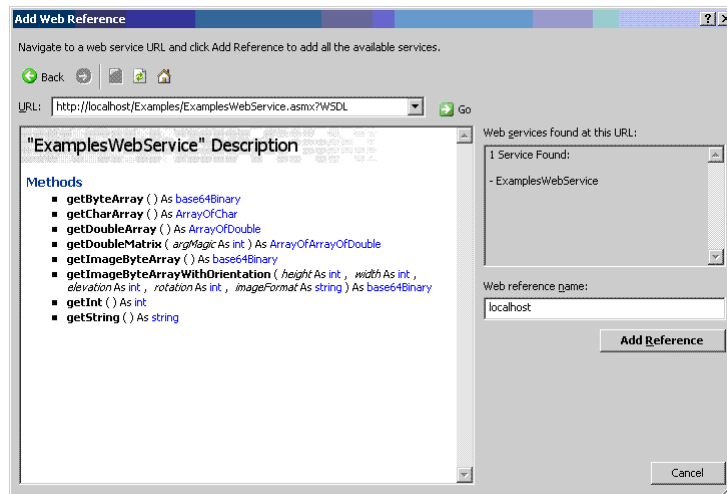 Add Web Reference
Navigate to a web service URL and click Add Reference to add all the available services.
Back
URL: http://localhost/Examples/ExamplesWebService.asmx?WSDL Go
"ExamplesWebService" Description
Methods
getByteArray ( ) As base64Binary
getCharArray ( ) As ArrayOfChar
getDoubleArray ( ) As ArrayOfDouble
getDoubleMatrix ( argMagic As int ) As ArrayOfArrayOfDouble
getImageByteArray ( ) As base64Binary
getImageByteArrayWithOrientation ( height As int , width As int ,
elevation As int , rotation As int , imageFormat As string ) As base64Binary
getInt ( ) As int
getString ( ) As string
Web services found at this URL:
1 Service Found:
- ExamplesWebService
Web reference name:
localhost
Add Reference
Cancel